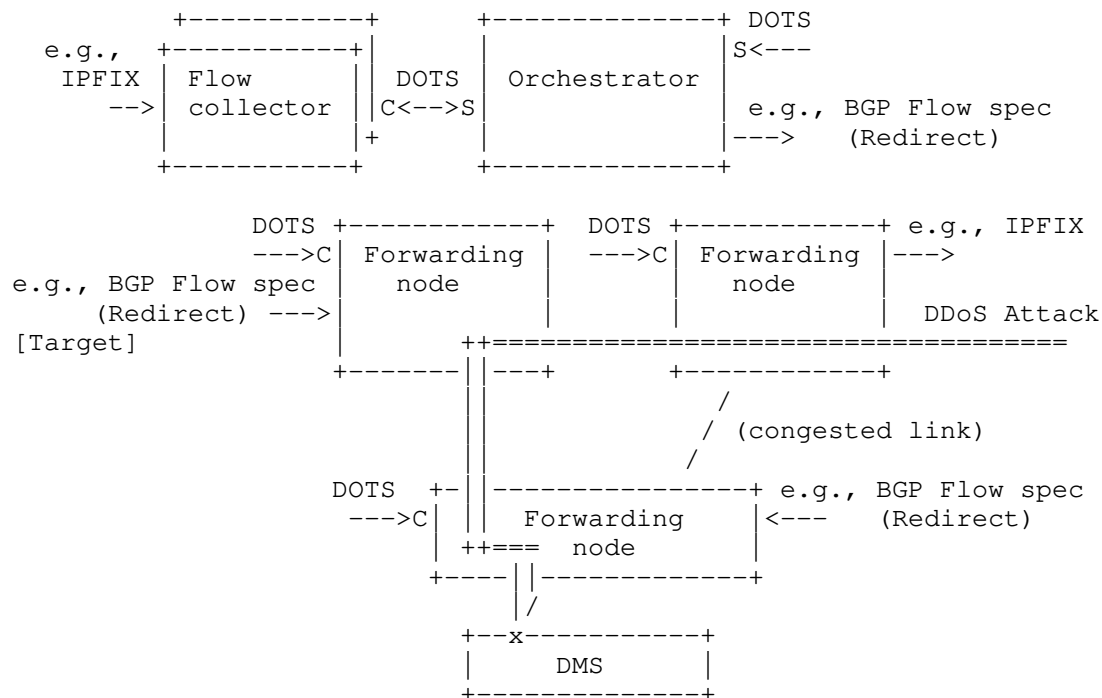 DOTS
e.g.,
S<---
IPFIX Flow DOTS Orchestrator
-->collector C<-->S e.g., BGP Flow spec
---> (Redirect)
DOTS DOTS e.g., IPFIX
--->C Forwarding --->C Forwarding --->
e.g., BGP Flow spec node node
(Redirect) ---> DDoS Attack
[Target] ++====================================
/ (congested link)
DOTS e.g., BGP Flow spec
--->C Forwarding <--- (Redirect)
++=== node
x
DMS